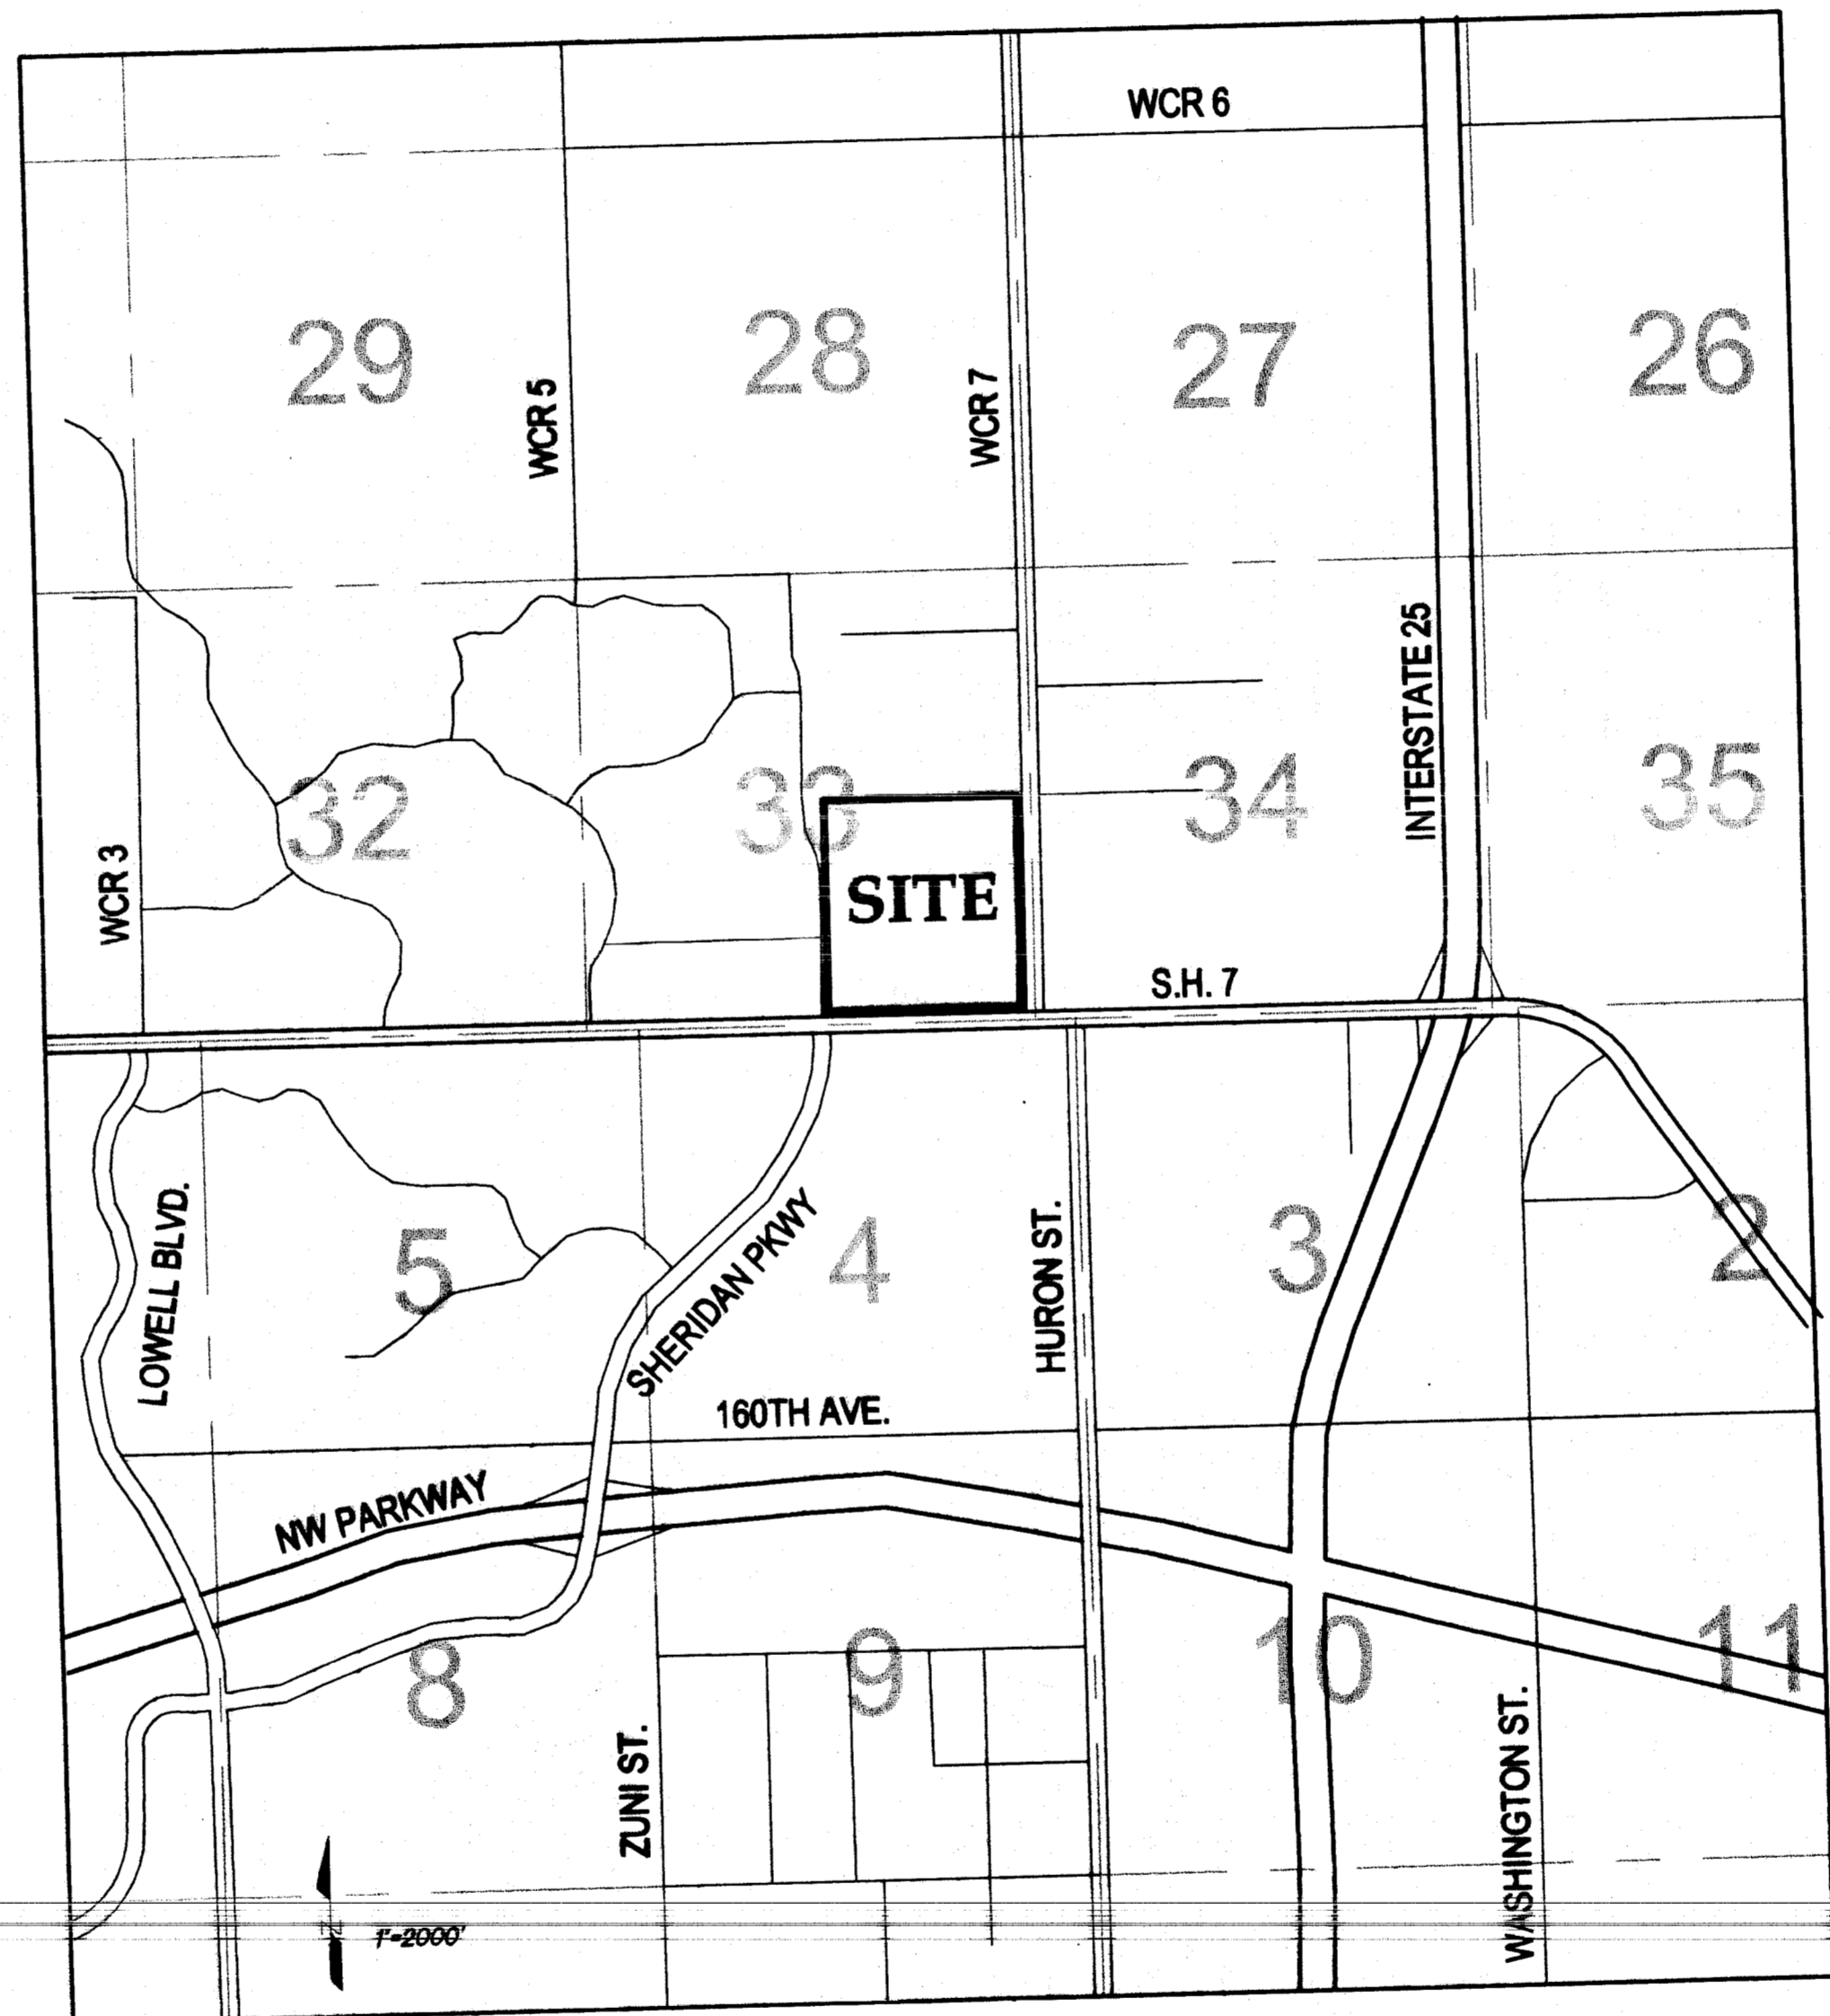 WCR 6
29
28
27
26
WCR 5
WCR 7
INTERSTATE 25
32
33
34
35
WCR 3
SITE
S.H. 7
LOWELL BLVD.
5
SHERIDAN PKWY
4
HURON ST.
3
2
160TH AVE.
NW PARKWAY
8
9
10
11
ZUNI ST.
WASHINGTON ST.
N
1"=2000'